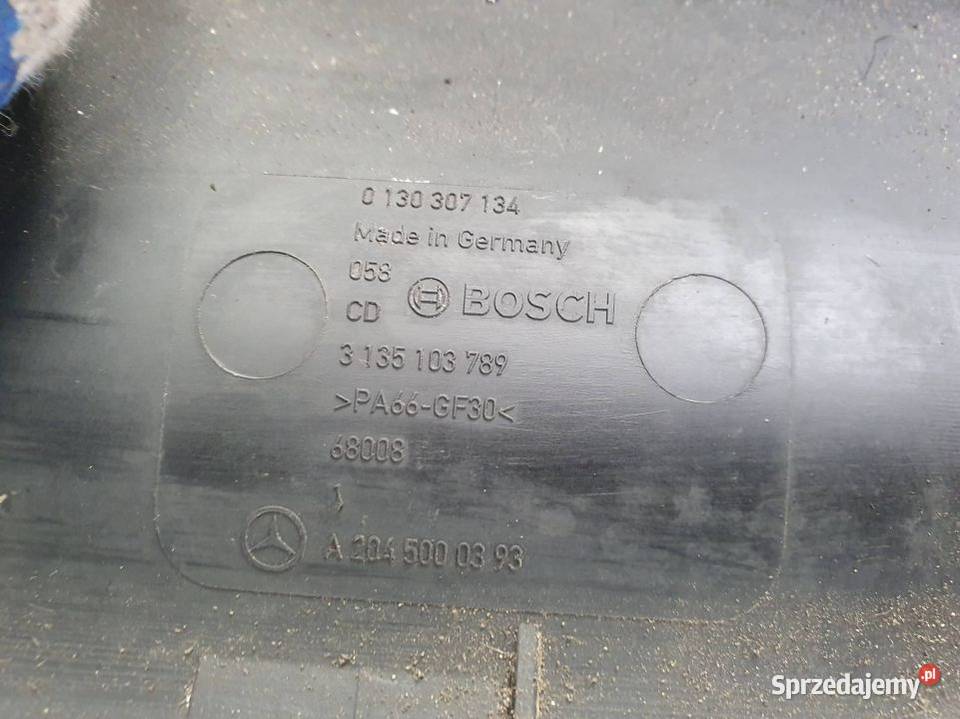 0 130 307 134
Made in Germany
058
CD BOSCH
3 135 103 789
>PA66-GF30<
68008
1
A 204 500 03 93
Sprzedajemy.pl